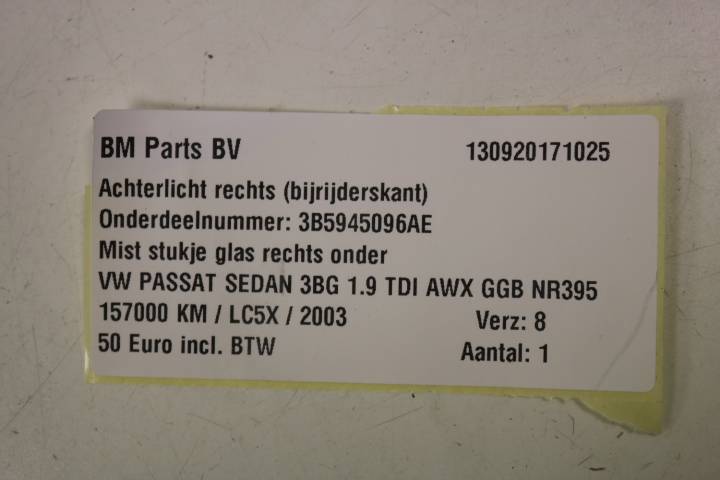 BM Parts BV 130920171025
Achterlicht rechts (bijrijderskant)
Onderdeelnummer: 3B5945096AE
Mist stukje glas rechts onder
VW PASSAT SEDAN 3BG 1.9 TDI AWX GGB NR395
157000 KM / LC5X / 2003 Verz: 8
50 Euro incl. BTW Aantal: 1